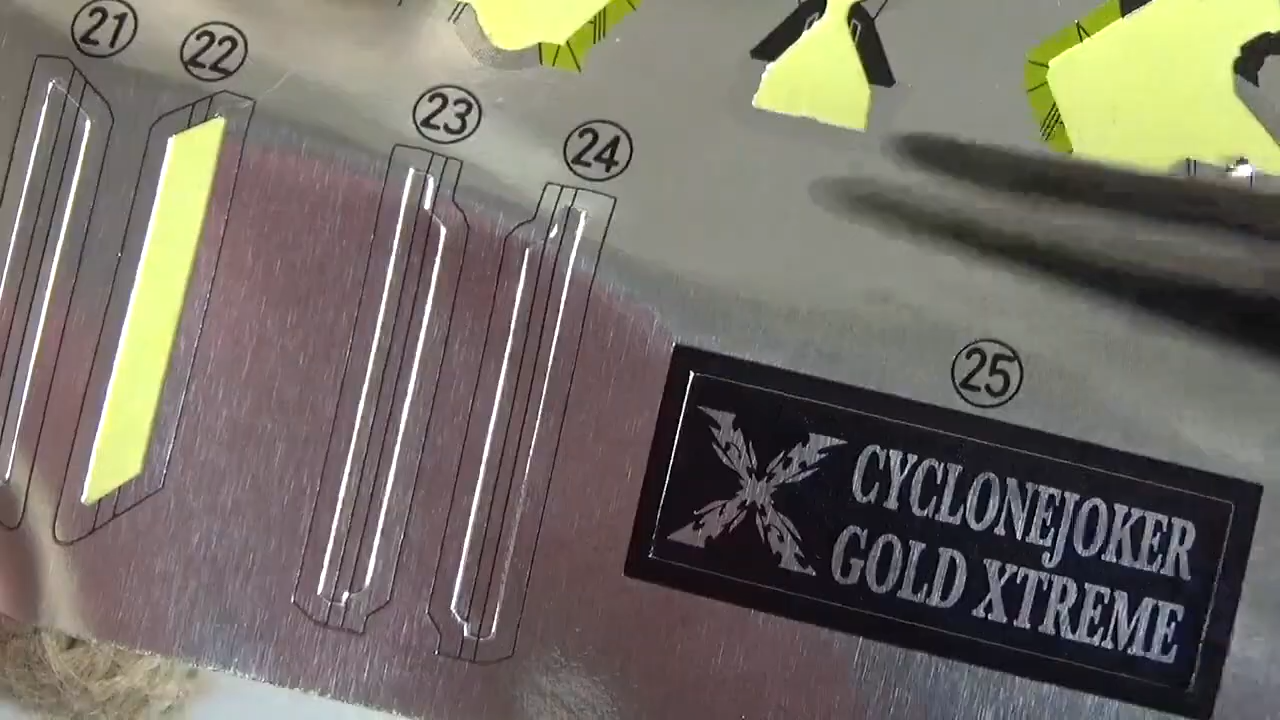 ㉑
㉒
㉓
㉔
㉕
CYCLONEJOKER
GOLD XTREME